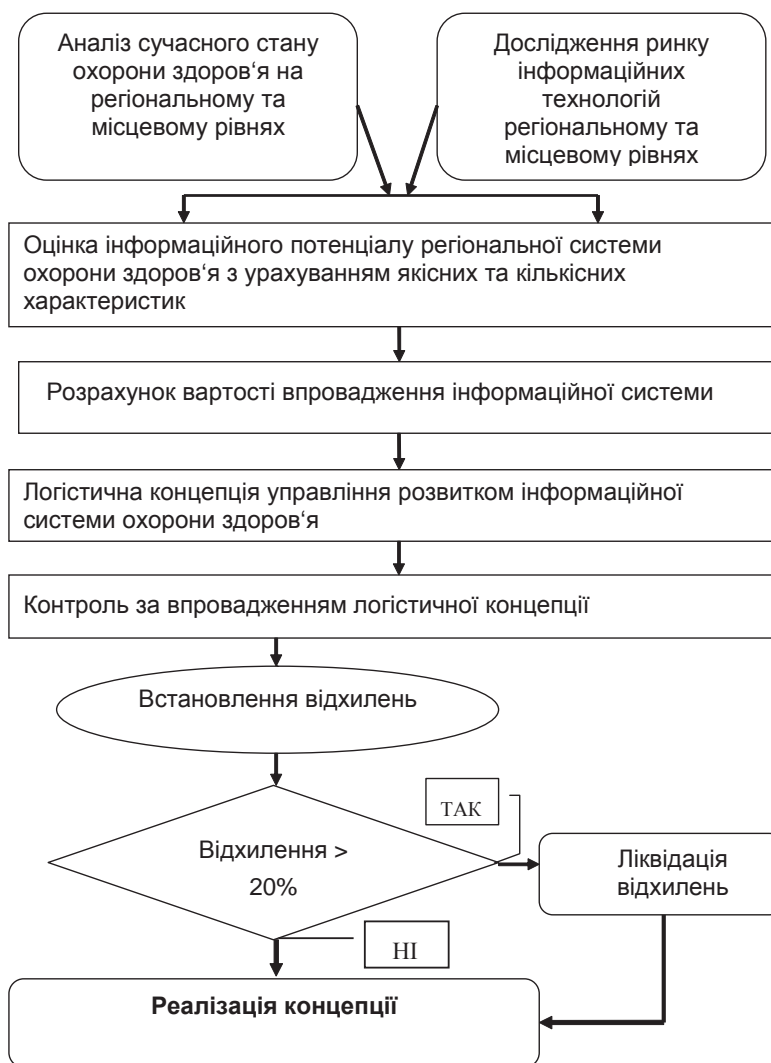 Аналіз сучасного стану
охорони здоров‘я на
регіональному та
місцевому рівнях
Дослідження ринку
інформаційних
технологій
регіональному та
місцевому рівнях
Оцінка інформаційного потенціалу регіональної системи
охорони здоров‘я з урахуванням якісних та кількісних
характеристик
Розрахунок вартості впровадження інформаційної системи
Логістична концепція управління розвитком інформаційної
системи охорони здоров‘я
Контроль за впровадженням логістичної концепції
Встановлення відхилень
ТАК
Відхилення >
20%
Ліквідація
відхилень
НІ
Реалізація концепції